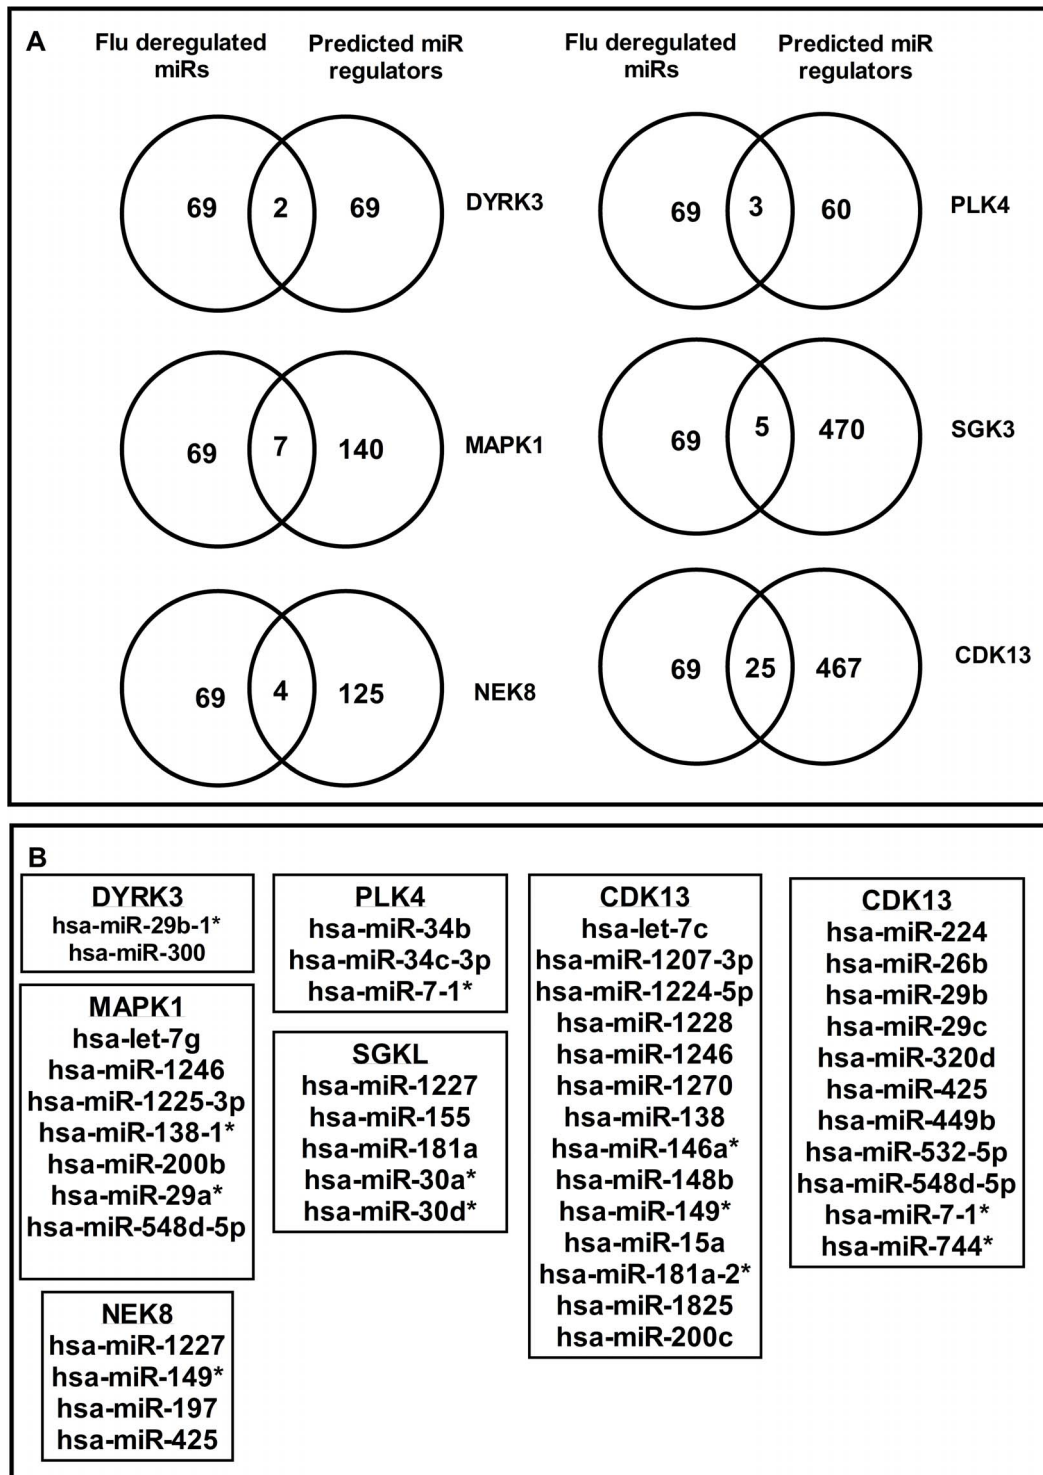 A
Flu deregulated
miRs
Predicted miR
regulators
Flu deregulated
miRs
Predicted miR
regulators
69 2 69 DYRK3
69 3 60 PLK4
69 7 140 MAPK1
69 5 470 SGK3
69 4 125 NEK8
69 25 467 CDK13
B
DYRK3
hsa-miR-29b-1*
hsa-miR-300
MAPK1
hsa-let-7g
hsa-miR-1246
hsa-miR-1225-3p
hsa-miR-138-1*
hsa-miR-200b
hsa-miR-29a*
hsa-miR-548d-5p
NEK8
hsa-miR-1227
hsa-miR-149*
hsa-miR-197
hsa-miR-425
PLK4
hsa-miR-34b
hsa-miR-34c-3p
hsa-miR-7-1*
SGKL
hsa-miR-1227
hsa-miR-155
hsa-miR-181a
hsa-miR-30a*
hsa-miR-30d*
CDK13
hsa-let-7c
hsa-miR-1207-3p
hsa-miR-1224-5p
hsa-miR-1228
hsa-miR-1246
hsa-miR-1270
hsa-miR-138
hsa-miR-146a*
hsa-miR-148b
hsa-miR-149*
hsa-miR-15a
hsa-miR-181a-2*
hsa-miR-1825
hsa-miR-200c
CDK13
hsa-miR-224
hsa-miR-26b
hsa-miR-29b
hsa-miR-29c
hsa-miR-320d
hsa-miR-425
hsa-miR-449b
hsa-miR-532-5p
hsa-miR-548d-5p
hsa-miR-7-1*
hsa-miR-744*